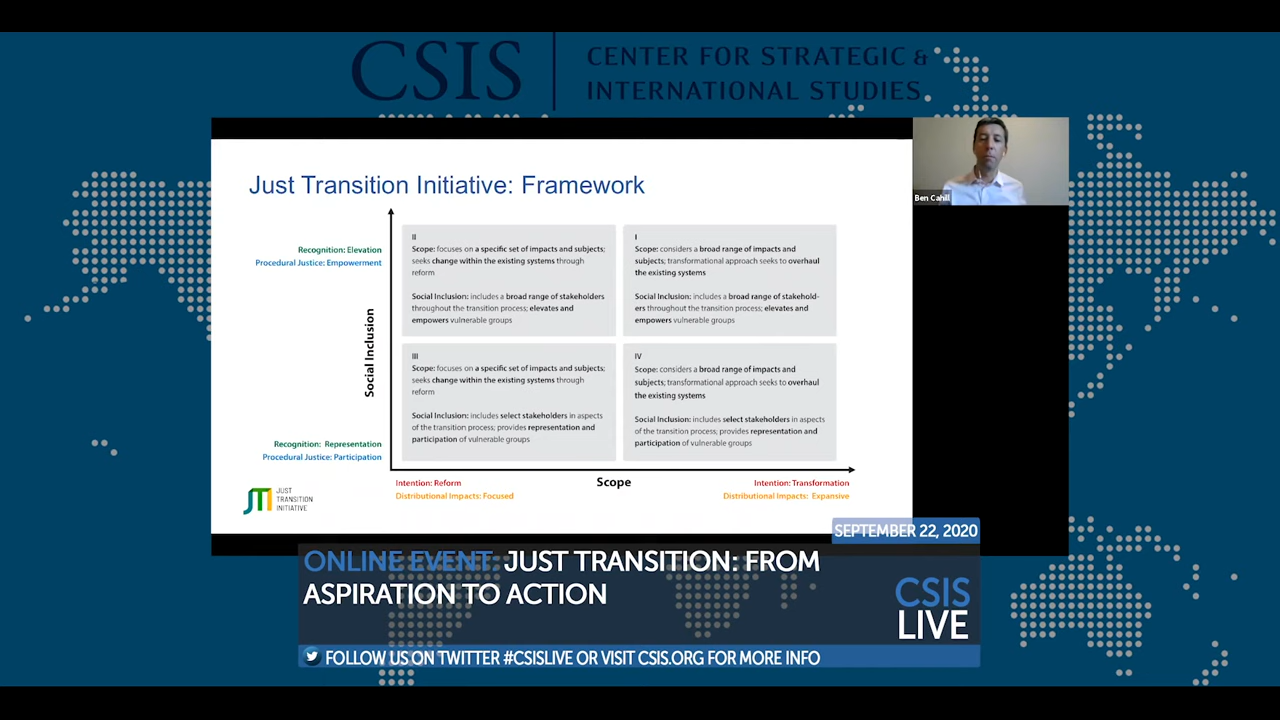 CSIS
CENTER FOR STRATEGIC &
INTERNATIONAL STUDIES
Just Transition Initiative: Framework
Ben Cahill
Recognition: Elevation
Procedural Justice: Empowerment
Social Inclusion
Recognition: Representation
Procedural Justice: Participation
II
Scope: focuses on a specific set of impacts and subjects;
seeks change within the existing systems through
reform
Social Inclusion: includes a broad range of stakeholders
throughout the transition process; elevates and
empowers vulnerable groups
I
Scope: considers a broad range of impacts and
subjects; transformational approach seeks to overhaul
the existing systems
Social Inclusion: includes a broad range of stakehold-
ers throughout the transition process; elevates and
empowers vulnerable groups
III
Scope: focuses on a specific set of impacts and subjects;
seeks change within the existing systems through
reform
Social Inclusion: includes select stakeholders in aspects
of the transition process; provides representation and
participation of vulnerable groups
IV
Scope: considers a broad range of impacts and
subjects; transformational approach seeks to overhaul
the existing systems
Social Inclusion: includes select stakeholders in aspects
of the transition process; provides representation and
participation of vulnerable groups
Intention: Reform
Distributional Impacts: Focused
Scope
Intention: Transformation
Distributional Impacts: Expansive
JTI
JUST
TRANSITION
INITIATIVE
SEPTEMBER 22, 2020
ONLINE EVENT: JUST TRANSITION: FROM
ASPIRATION TO ACTION
CSIS
LIVE
FOLLOW US ON TWITTER #CSISLIVE OR VISIT CSIS.ORG FOR MORE INFO